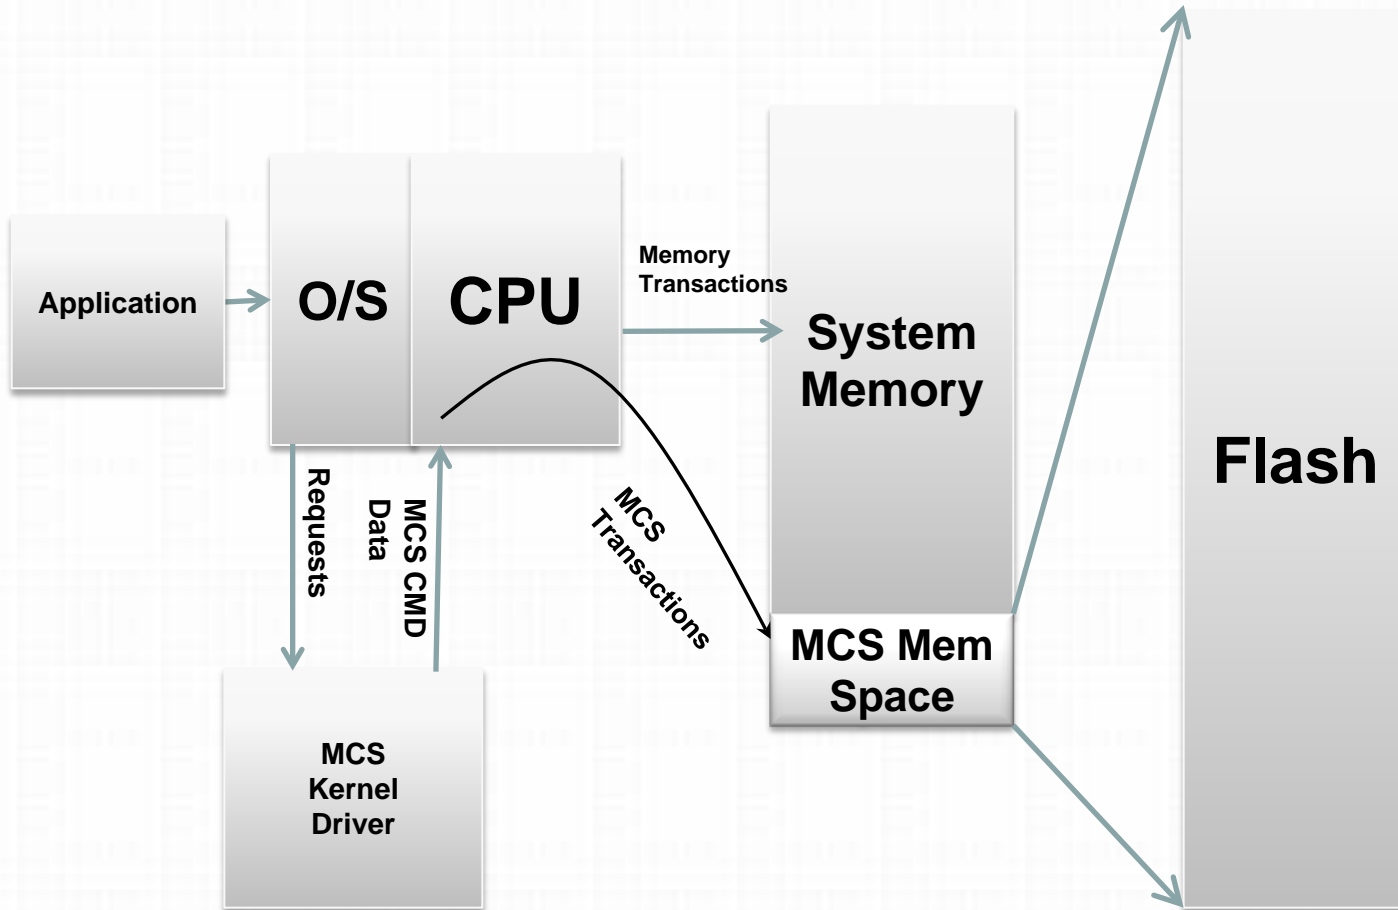 Application
O/S
CPU
Memory
Transactions
System
Memory
Flash
Requests
MCS CMD
Data
MCS
Transactions
MCS Mem
Space
MCS
Kernel
Driver